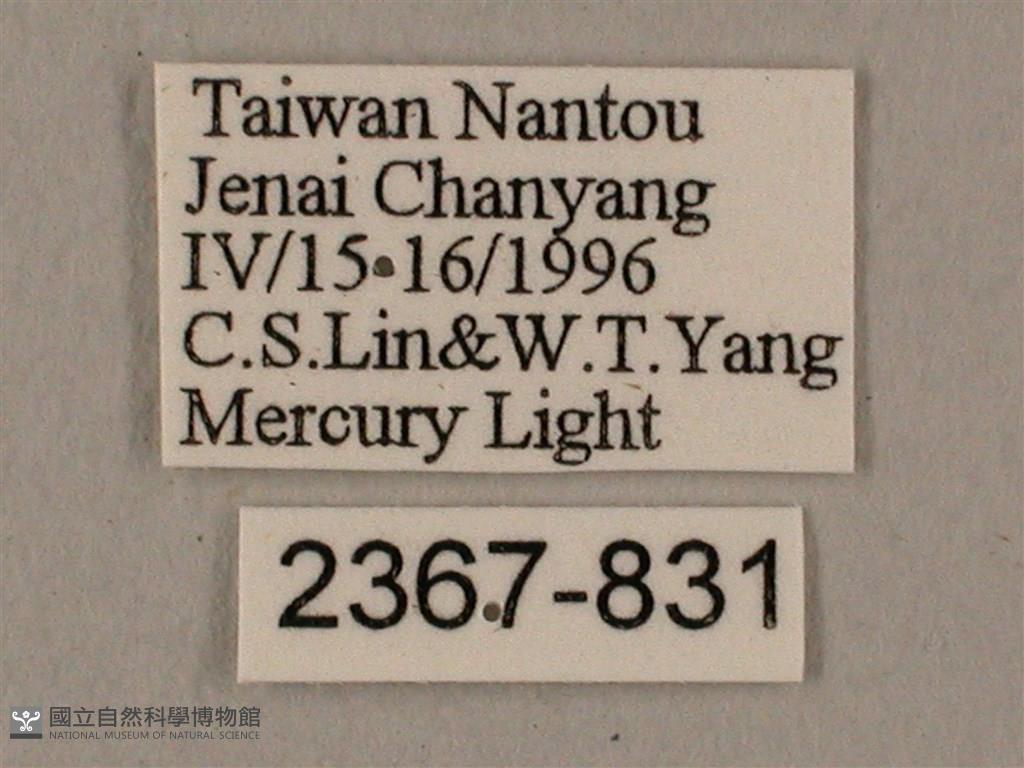 Taiwan Nantou
Jenai Chanyang
IV/15-16/1996
C.S.Lin&W.T.Yang
Mercury Light
2367-831
國立自然科學博物館
NATIONAL MUSEUM OF NATURAL SCIENCE